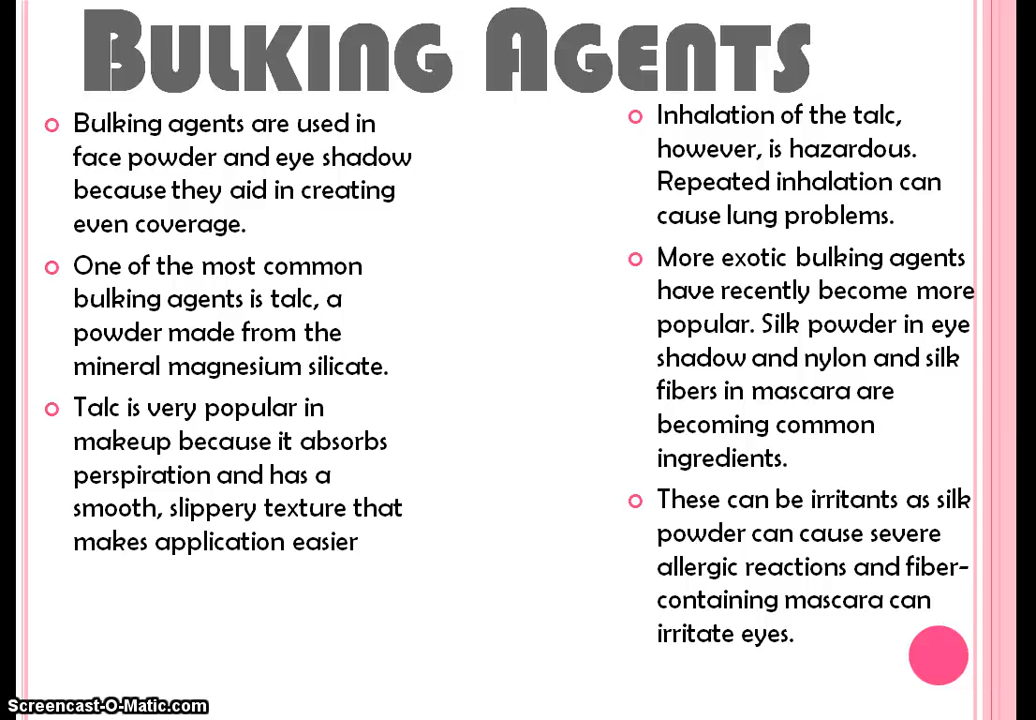 BULKING AGENTS
Bulking agents are used in
face powder and eye shadow
because they aid in creating
even coverage.
One of the most common
bulking agents is talc, a
powder made from the
mineral magnesium silicate.
Talc is very popular in
makeup because it absorbs
perspiration and has a
smooth, slippery texture that
makes application easier
Inhalation of the talc,
however, is hazardous.
Repeated inhalation can
cause lung problems.
More exotic bulking agents
have recently become more
popular. Silk powder in eye
shadow and nylon and silk
fibers in mascara are
becoming common
ingredients.
These can be irritants as silk
powder can cause severe
allergic reactions and fiber-
containing mascara can
irritate eyes.
Screencast-O-Matic.com